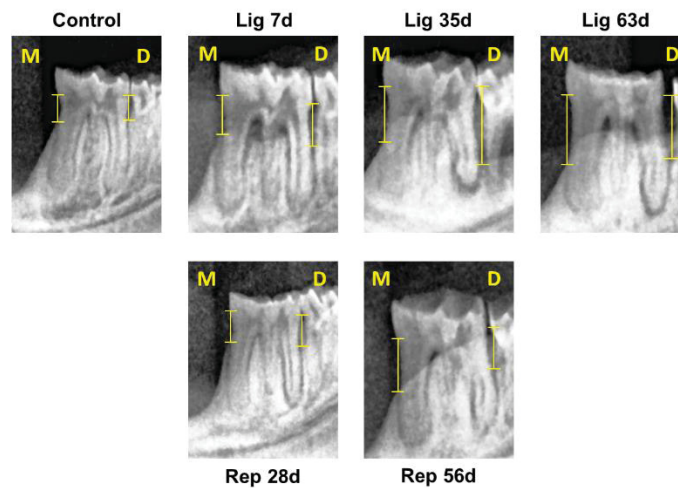 Control
Lig 7d
Lig 35d
Lig 63d
M D
M D
M D
M D
M D
M D
Rep 28d
Rep 56d